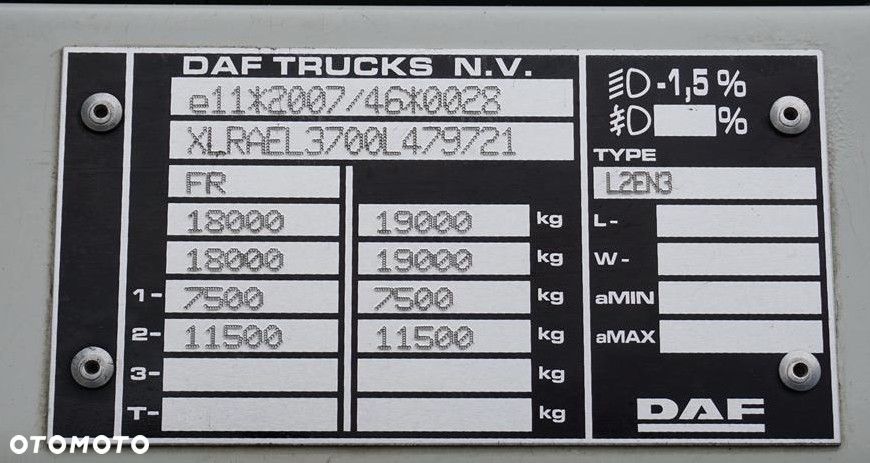 DAF TRUCKS N.V.
e11*2007/46*0028
XLRAEL3700L479721
FR
18000 19000 kg
18000 19000 kg
1- 7500 7500 kg
2- 11500 11500 kg
3- kg
T- kg
-1,5 %
%
TYPE
L2EN3
L-
W-
aMIN
aMAX
DAF
OTOMOTO